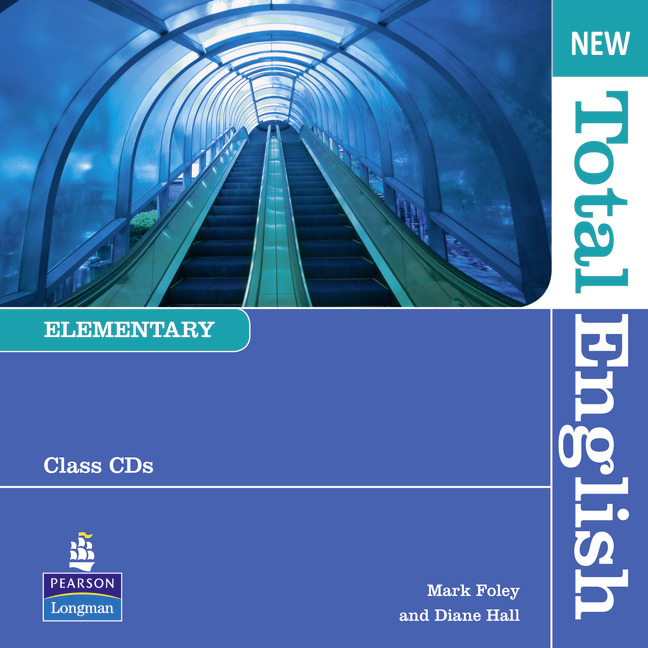 NEW
Total
English
ELEMENTARY
Class CDs
PEARSON
Longman
Mark Foley
and Diane Hall